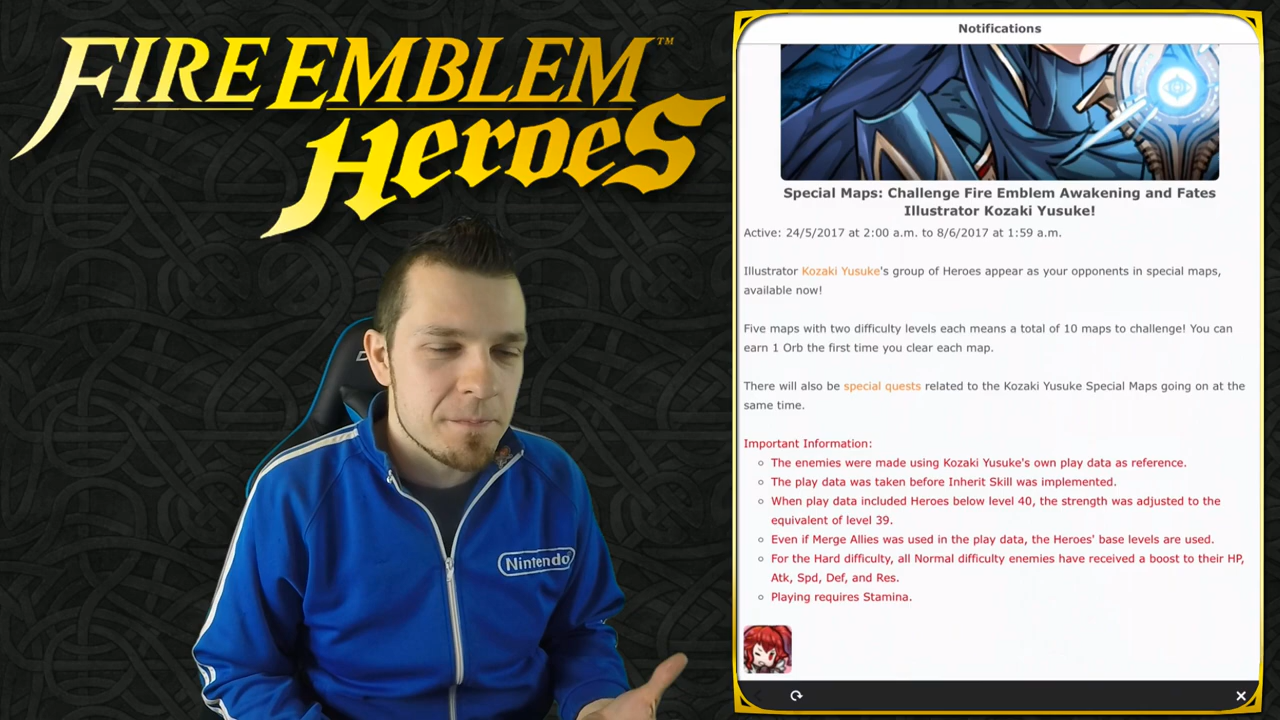 FIRE EMBLEM™
HEROES
Nintendo®
Notifications
Special Maps: Challenge Fire Emblem Awakening and Fates
Illustrator Kozaki Yusuke!
Active: 24/5/2017 at 2:00 a.m. to 8/6/2017 at 1:59 a.m.
Illustrator Kozaki Yusuke's group of Heroes appear as your opponents in special maps,
available now!
Five maps with two difficulty levels each means a total of 10 maps to challenge! You can
earn 1 Orb the first time you clear each map.
There will also be special quests related to the Kozaki Yusuke Special Maps going on at the
same time.
Important Information:
The enemies were made using Kozaki Yusuke's own play data as reference.
The play data was taken before Inherit Skill was implemented.
When play data included Heroes below level 40, the strength was adjusted to the
equivalent of level 39.
Even if Merge Allies was used in the play data, the Heroes' base levels are used.
For the Hard difficulty, all Normal difficulty enemies have received a boost to their HP,
Atk, Spd, Def, and Res.
Playing requires Stamina.